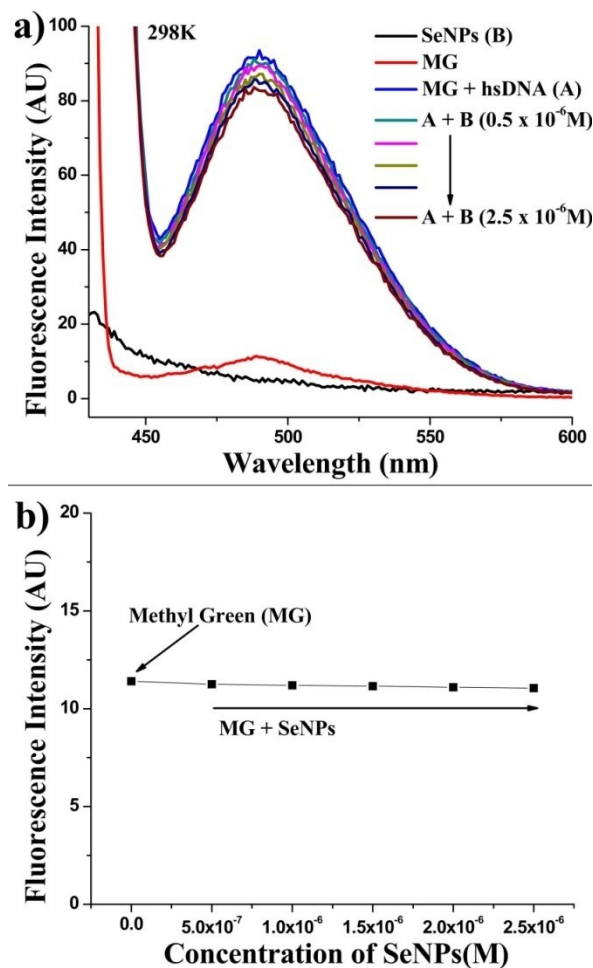 a)
298K
SeNPs (B)
MG
MG + hsDNA (A)
A + B (0.5 x 10⁻⁶M)
A + B (2.5 x 10⁻⁶M)
100
80
60
40
20
0
Fluorescence Intensity (AU)
450
500
550
600
Wavelength (nm)
b)
20
15
10
5
0
Fluorescence Intensity (AU)
Methyl Green (MG)
MG + SeNPs
0.0
5.0x10⁻⁷
1.0x10⁻⁶
1.5x10⁻⁶
2.0x10⁻⁶
2.5x10⁻⁶
Concentration of SeNPs(M)